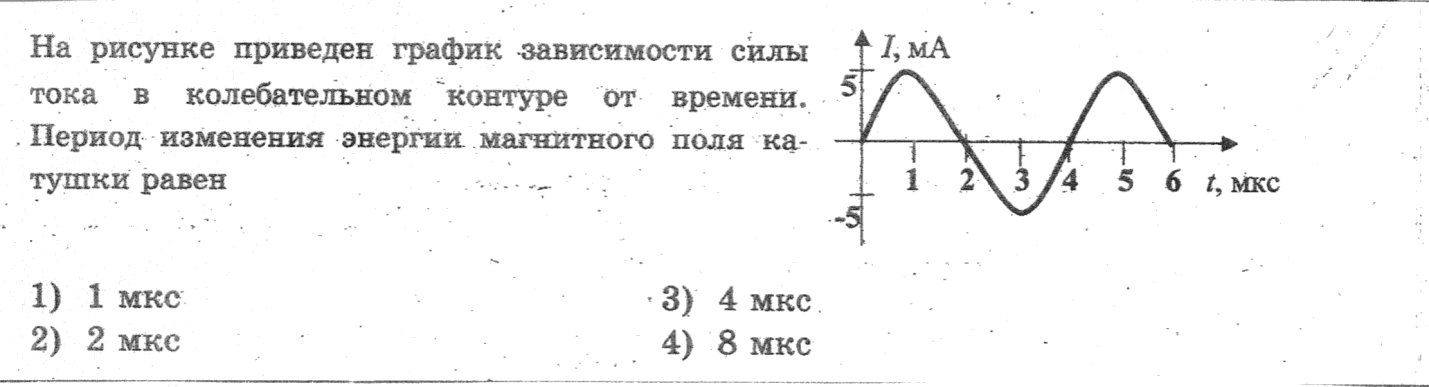 На рисунке приведен график зависимости силы
тока в колебательном контуре от времени.
Период изменения энергии магнитного поля ка-
тушки равен
I, мА
5
-5
1 2 3 4 5 6 t, мкс
1) 1 мкс
2) 2 мкс
3) 4 мкс
4) 8 мкс